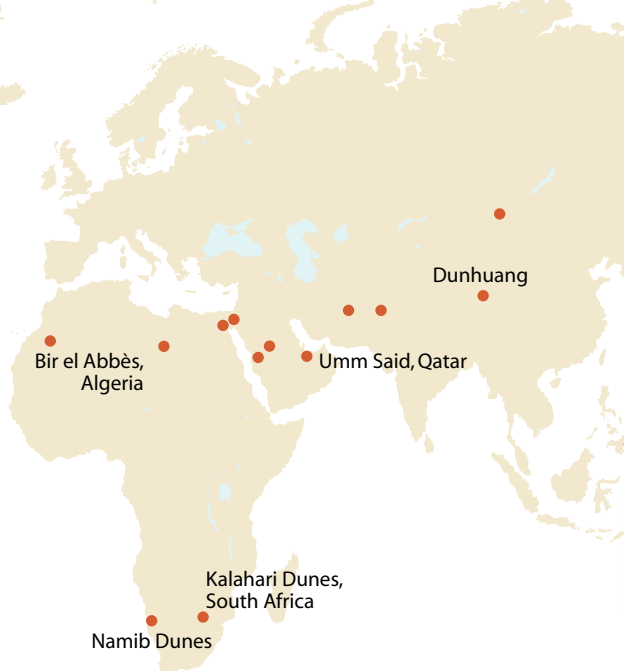 Dunhuang
Bir el Abbès,
Algeria
Umm Said, Qatar
Kalahari Dunes,
South Africa
Namib Dunes